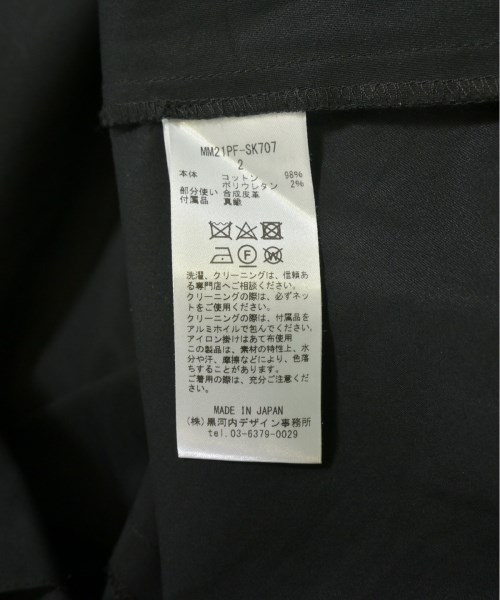 MM21PF-SK707
2
本体 コットン 98%
ポリウレタン 2%
部分使い 合成皮革
付属品 真鍮
洗濯、クリーニングは、信頼あ
る専門店へご相談ください。
クリーニングの際は、必ずネッ
トをご使用ください。
クリーニングの際は、付属品を
アルミホイルで包んでください。
アイロン掛けはあて布使用
この製品は、素材の特性上、水
分や汗、摩擦などにより、色落
ちすることがあります。
ご着用の際は、充分ご注意くださ
い。
MADE IN JAPAN
(株)黒河内デザイン事務所
tel.03-6379-0029